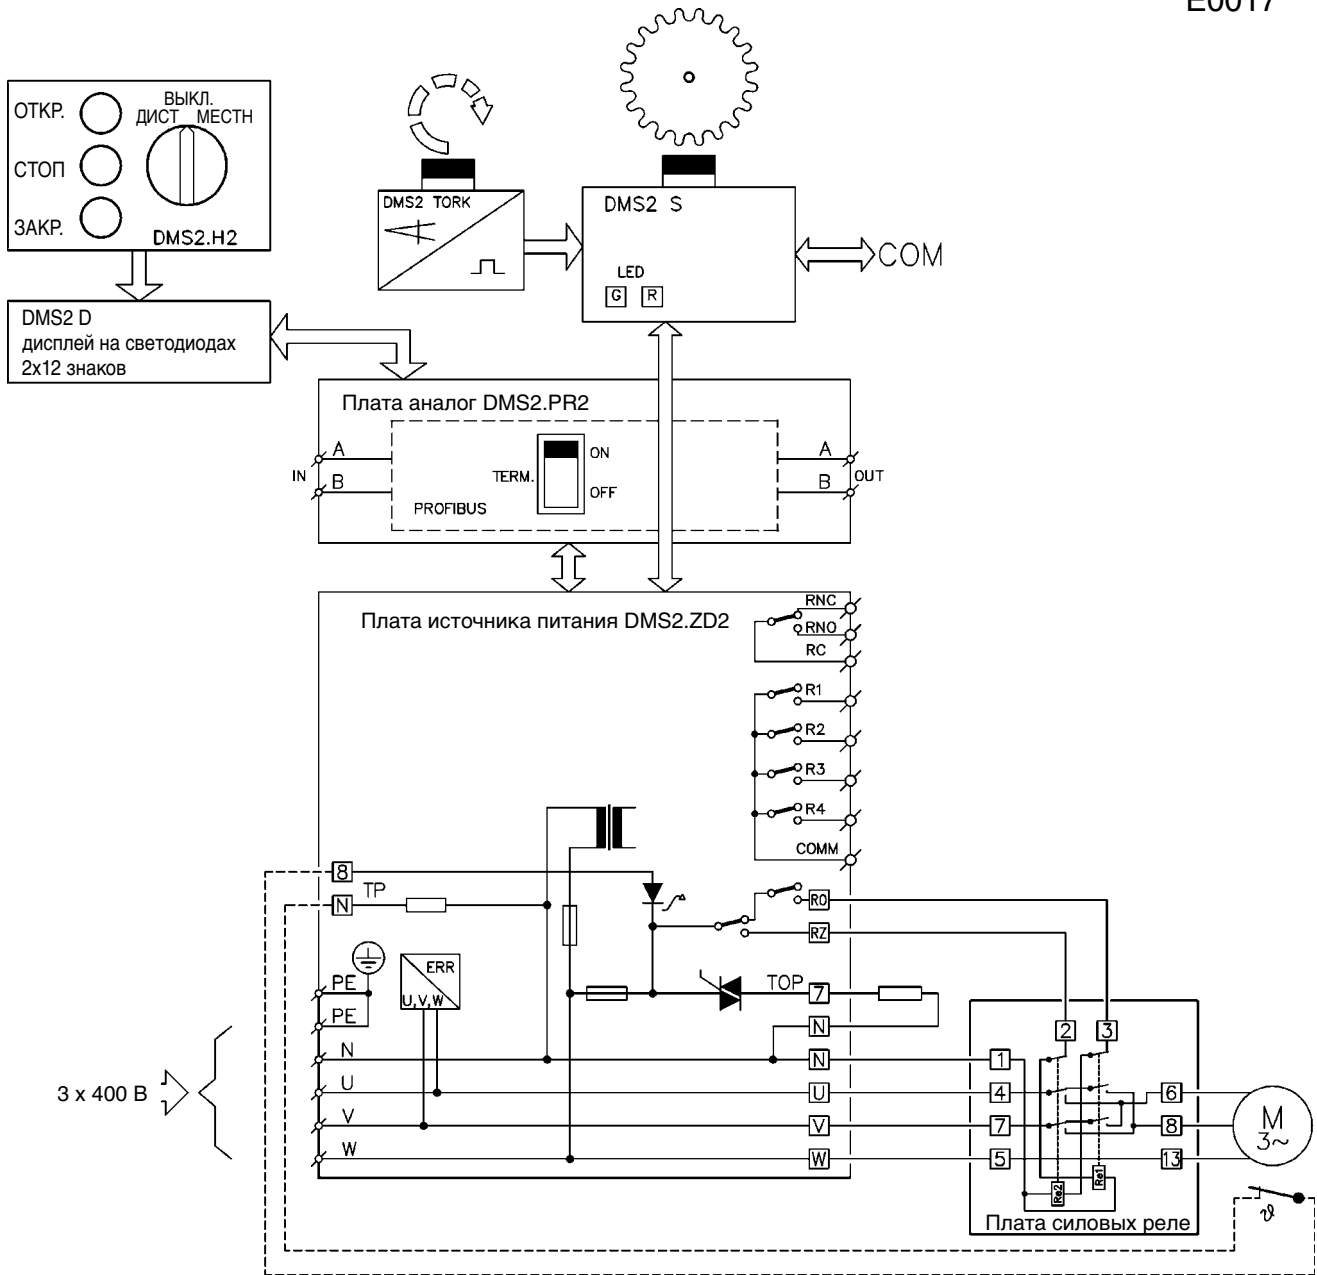 E0017
ОТКР.
СТОП
ЗАКР.
ВЫКЛ.
ДИСТ МЕСТН
DMS2.H2
DMS2 D
дисплей на светодиодах
2x12 знаков
DMS2 TORK
DMS2 S
LED
G R
COM
Плата аналог DMS2.PR2
IN
A
B
TERM.
ON
OFF
PROFIBUS
A
B
OUT
Плата источника питания DMS2.ZD2
RNC
RNO
RC
R1
R2
R3
R4
COMM
8
TP
N
RO
RZ
ERR
U,V,W
TOP
7
N
PE
PE
N
U
V
W
N
U
V
W
3 x 400 В
2
3
1
4
7
5
6
8
13
Re2
Re1
Плата силовых реле
M
3~
ϑ